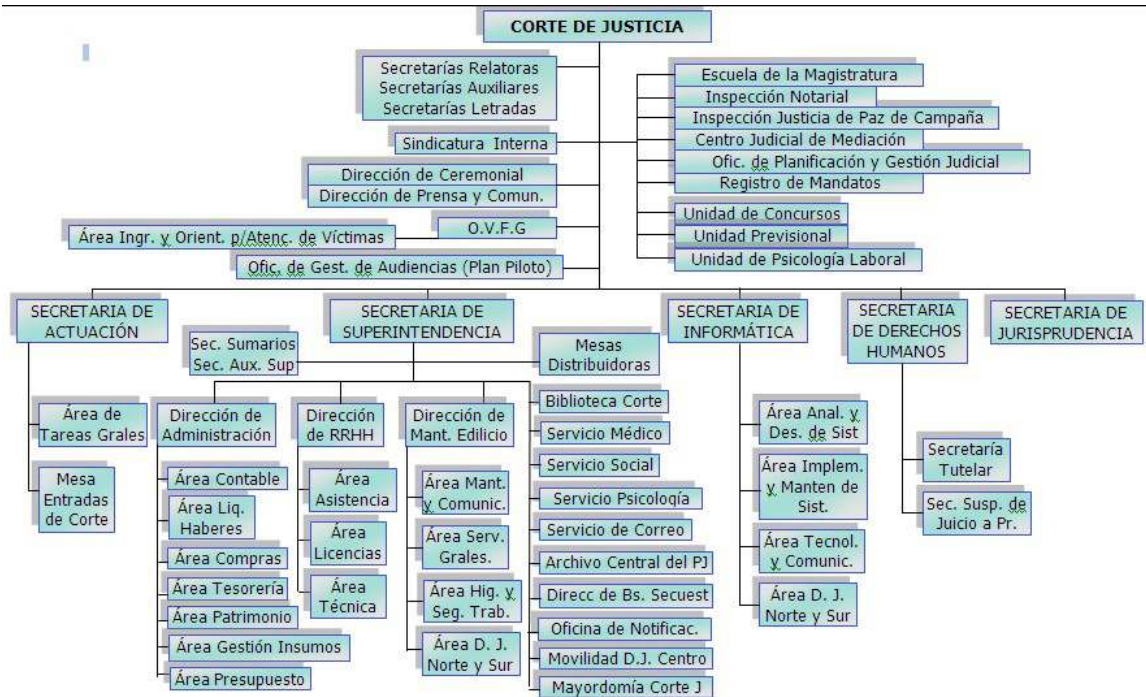 CORTE DE JUSTICIA
Secretarías Relatoras
Secretarías Auxiliares
Secretarías Letradas
Sindicatura Interna
Dirección de Ceremonial
Dirección de Prensa y Comun.
O.V.F.G
Área Ingr. y Orient. p/Atenc. de Víctimas
Ofic. de Gest. de Audiencias (Plan Piloto)
Escuela de la Magistratura
Inspección Notarial
Inspección Justicia de Paz de Campaña
Centro Judicial de Mediación
Ofic. de Planificación y Gestión Judicial
Registro de Mandatos
Unidad de Concursos
Unidad Previsional
Unidad de Psicología Laboral
SECRETARIA DE
ACTUACIÓN
Área de
Tareas Grales
Mesa
Entradas
de Corte
SECRETARIA DE
SUPERINTENDENCIA
Sec. Sumarios
Sec. Aux. Sup
Mesas
Distribuidoras
Dirección de
Administración
Área Contable
Área Liq.
Haberes
Área Compras
Área Tesorería
Área Patrimonio
Área Gestión Insumos
Área Presupuesto
Dirección
de RRHH
Área
Asistencia
Área
Licencias
Área
Técnica
Dirección de
Mant. Edilicio
Área Mant.
y Comunic.
Área Serv.
Grales.
Área Hig. y
Seg. Trab.
Área D. J.
Norte y Sur
Biblioteca Corte
Servicio Médico
Servicio Social
Servicio Psicología
Servicio de Correo
Archivo Central del PJ
Direcc de Bs. Secuest
Oficina de Notificac.
Movilidad D.J. Centro
Mayordomía Corte J
SECRETARIA DE
INFORMÁTICA
Área Anal. y
Des. de Sist
Área Implem.
y Manten de
Sist.
Área Tecnol.
y Comunic.
Área D. J.
Norte y Sur
SECRETARIA
DE DERECHOS
HUMANOS
Secretaría
Tutelar
Sec. Susp. de
Juicio a Pr.
SECRETARIA DE
JURISPRUDENCIA